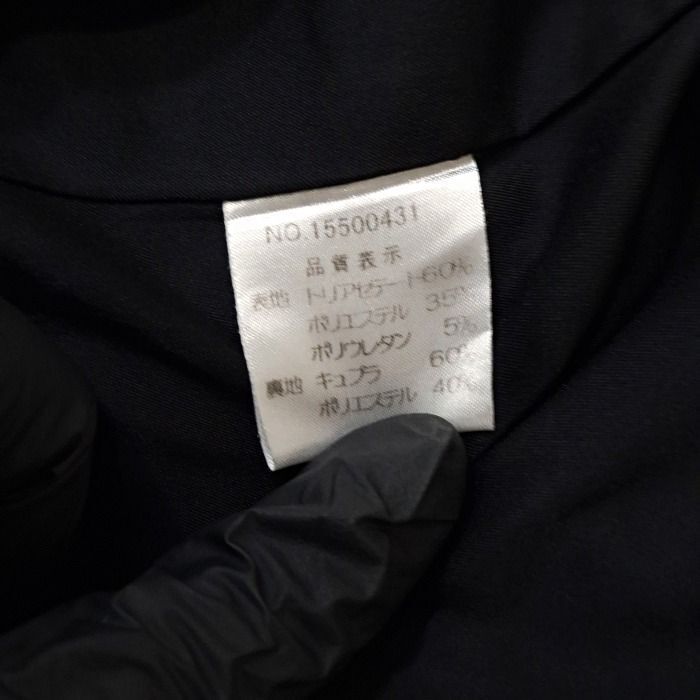 NO.15500431
品質表示
表地 トリアセテート60%
ポリエステル 35%
ポリウレタン 5%
裏地 キュプラ 60%
ポリエステル 40%